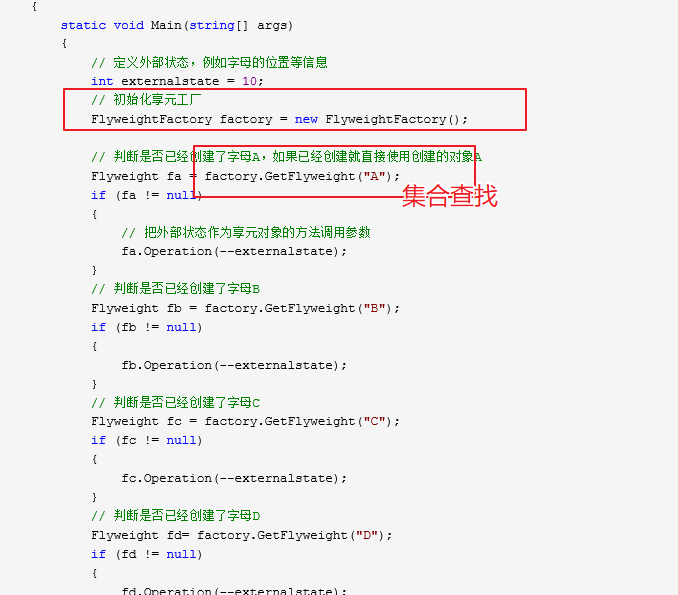 {
static void Main(string[] args)
{
// 定义外部状态，例如字母的位置等信息
int externalstate = 10;
// 初始化享元工厂
FlyweightFactory factory = new FlyweightFactory();
// 判断是否已经创建了字母A，如果已经创建就直接使用创建的对象A
Flyweight fa = factory.GetFlyweight("A");
if (fa != null)
集合查找
{
// 把外部状态作为享元对象的方法调用参数
fa.Operation(--externalstate);
}
// 判断是否已经创建了字母B
Flyweight fb = factory.GetFlyweight("B");
if (fb != null)
{
fb.Operation(--externalstate);
}
// 判断是否已经创建了字母C
Flyweight fc = factory.GetFlyweight("C");
if (fc != null)
{
fc.Operation(--externalstate);
}
// 判断是否已经创建了字母D
Flyweight fd= factory.GetFlyweight("D");
if (fd != null)
{
fd.Operation(--externalstate);